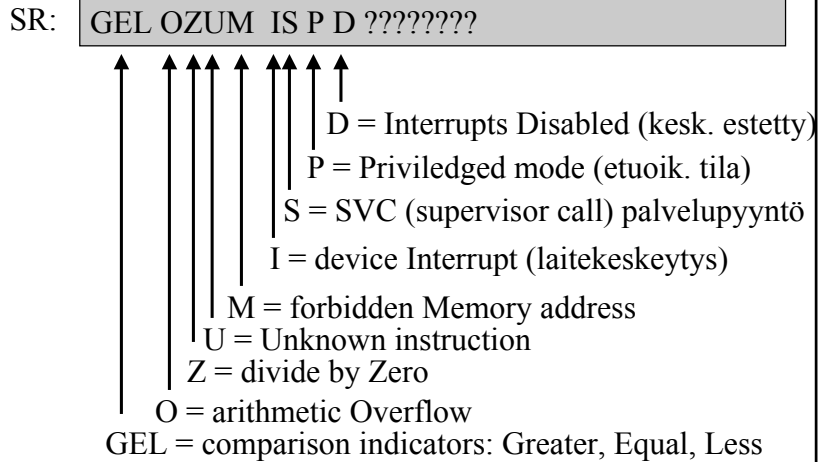 SR: GEL OZUM IS P D ????????
D = Interrupts Disabled (kesk. estetty)
P = Priviledged mode (etuoik. tila)
S = SVC (supervisor call) palvelupyyntö
I = device Interrupt (laitekeskeytys)
M = forbidden Memory address
U = Unknown instruction
Z = divide by Zero
O = arithmetic Overflow
GEL = comparison indicators: Greater, Equal, Less